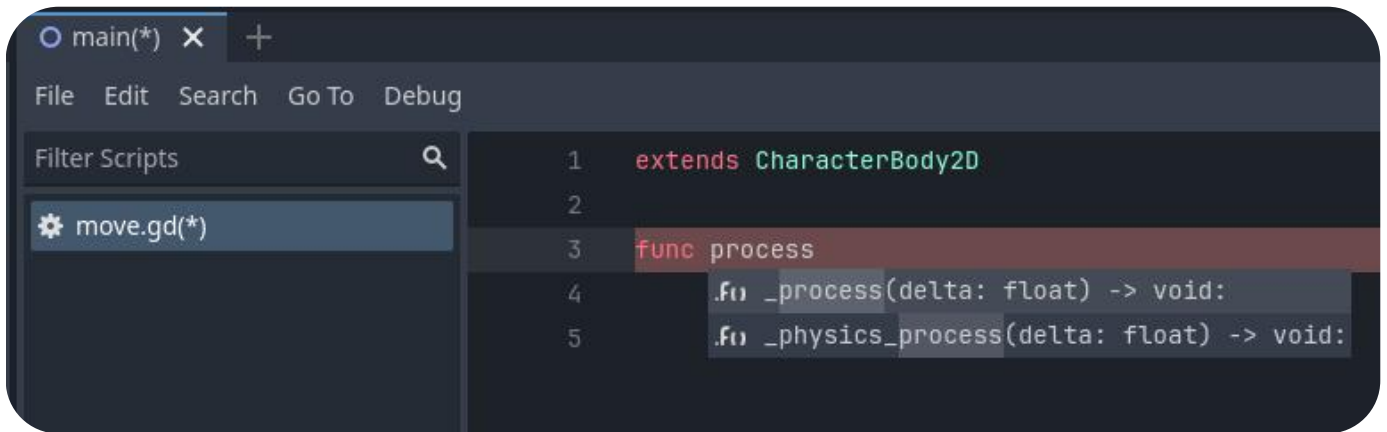 main(*)
File Edit Search Go To Debug
Filter Scripts
move.gd(*)
1 extends CharacterBody2D
2
3 func process
4
5
_process(delta: float) -> void:
_physics_process(delta: float) -> void: